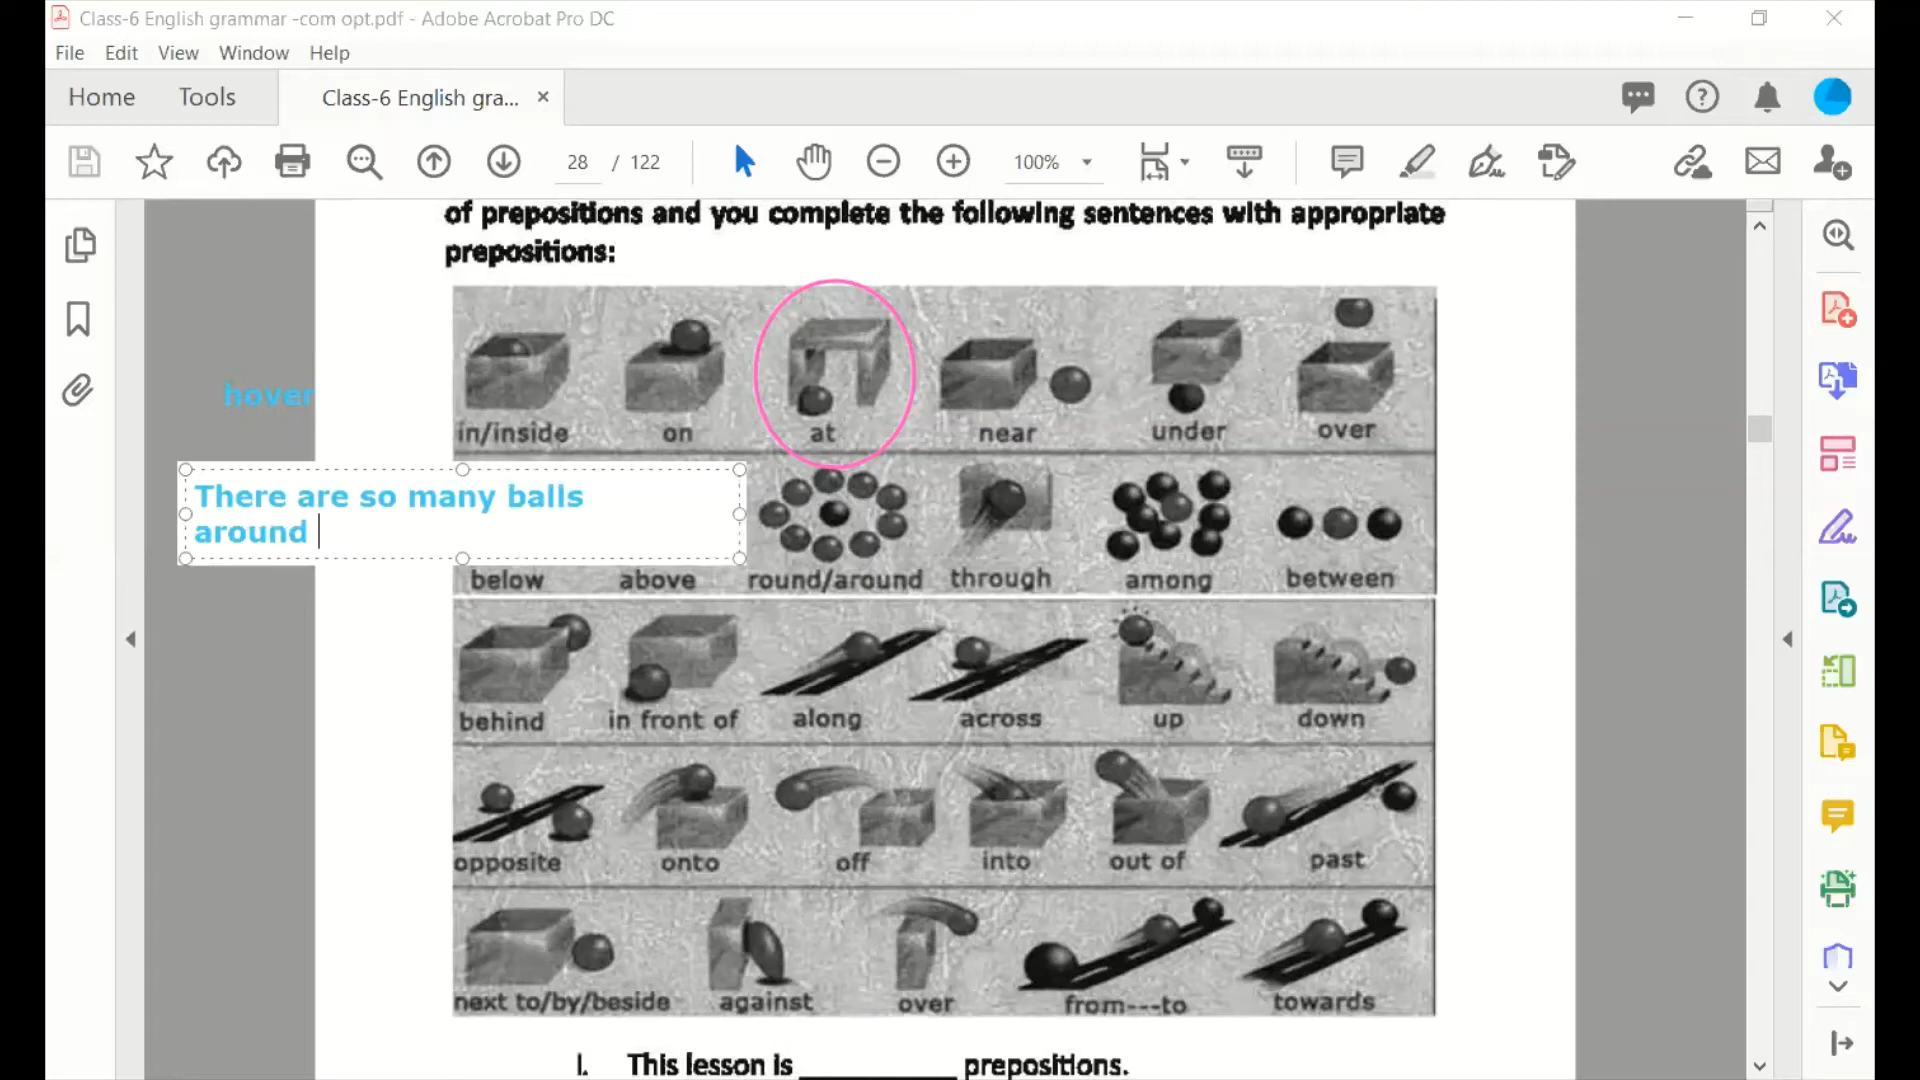 Class-6 English grammar -com opt.pdf - Adobe Acrobat Pro DC
File Edit View Window Help
Home Tools Class-6 English gra... ×
28 / 122 100%
of prepositions and you complete the following sentences with appropriate
prepositions:
hover
in/inside on at near under over
There are so many balls
around
below above round/around through among between
behind in front of along across up down
opposite onto off into out of past
next to/by/beside against over from---to towards
I. This lesson is __________ prepositions.